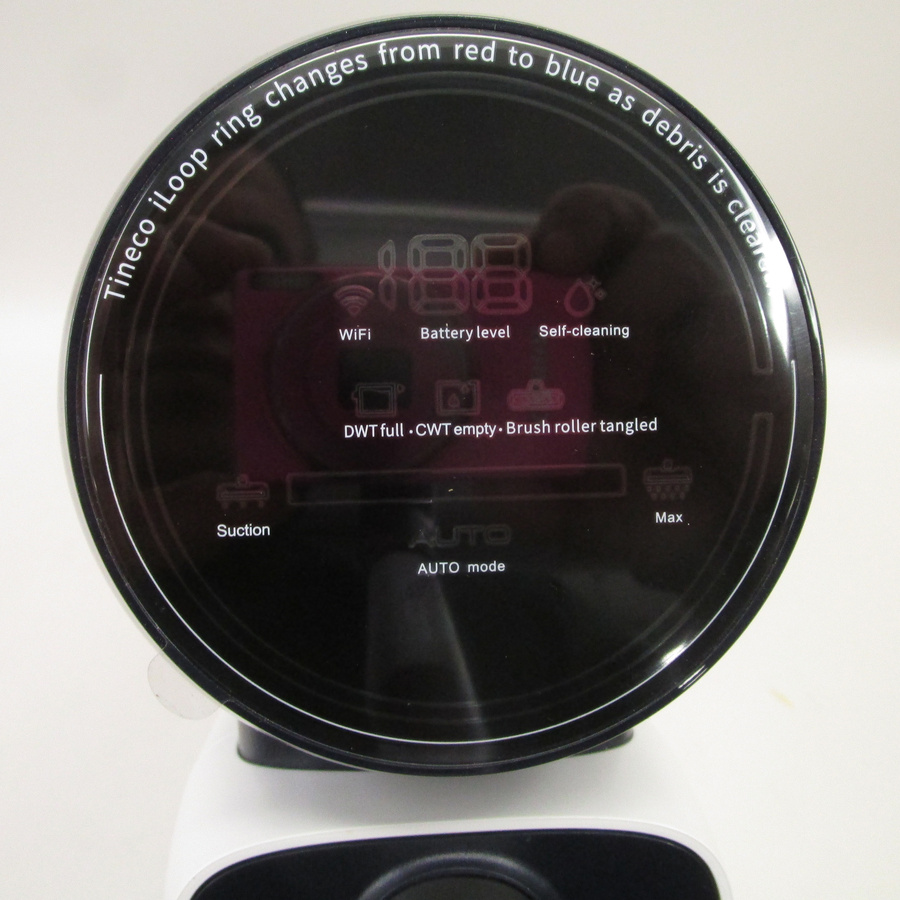 Tineco iLoop ring changes from red to blue as debris is
188
WiFi
Battery level
Self-cleaning
DWT full · CWT empty · Brush roller tangled
Suction
Max
AUTO
AUTO mode